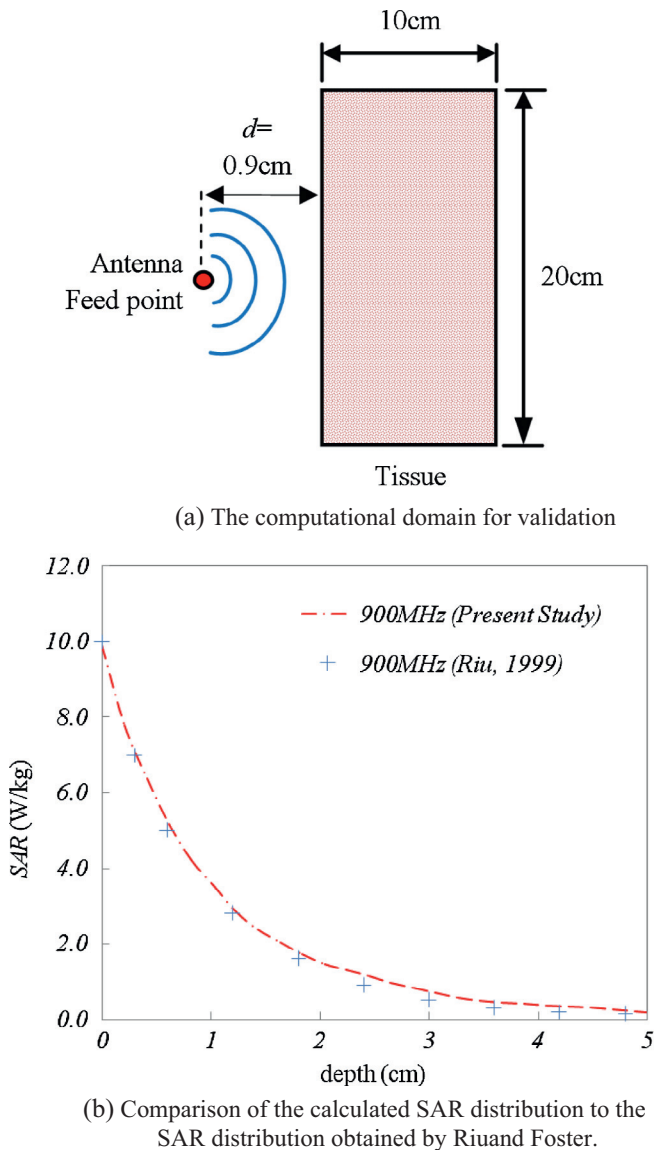 10cm
d=
0.9cm
Antenna
Feed point
20cm
Tissue
(a) The computational domain for validation
12.0
10.0
8.0
6.0
4.0
2.0
0.0
SAR (W/kg)
900MHz (Present Study)
900MHz (Riu, 1999)
0 1 2 3 4 5
depth (cm)
(b) Comparison of the calculated SAR distribution to the
SAR distribution obtained by Riuand Foster.